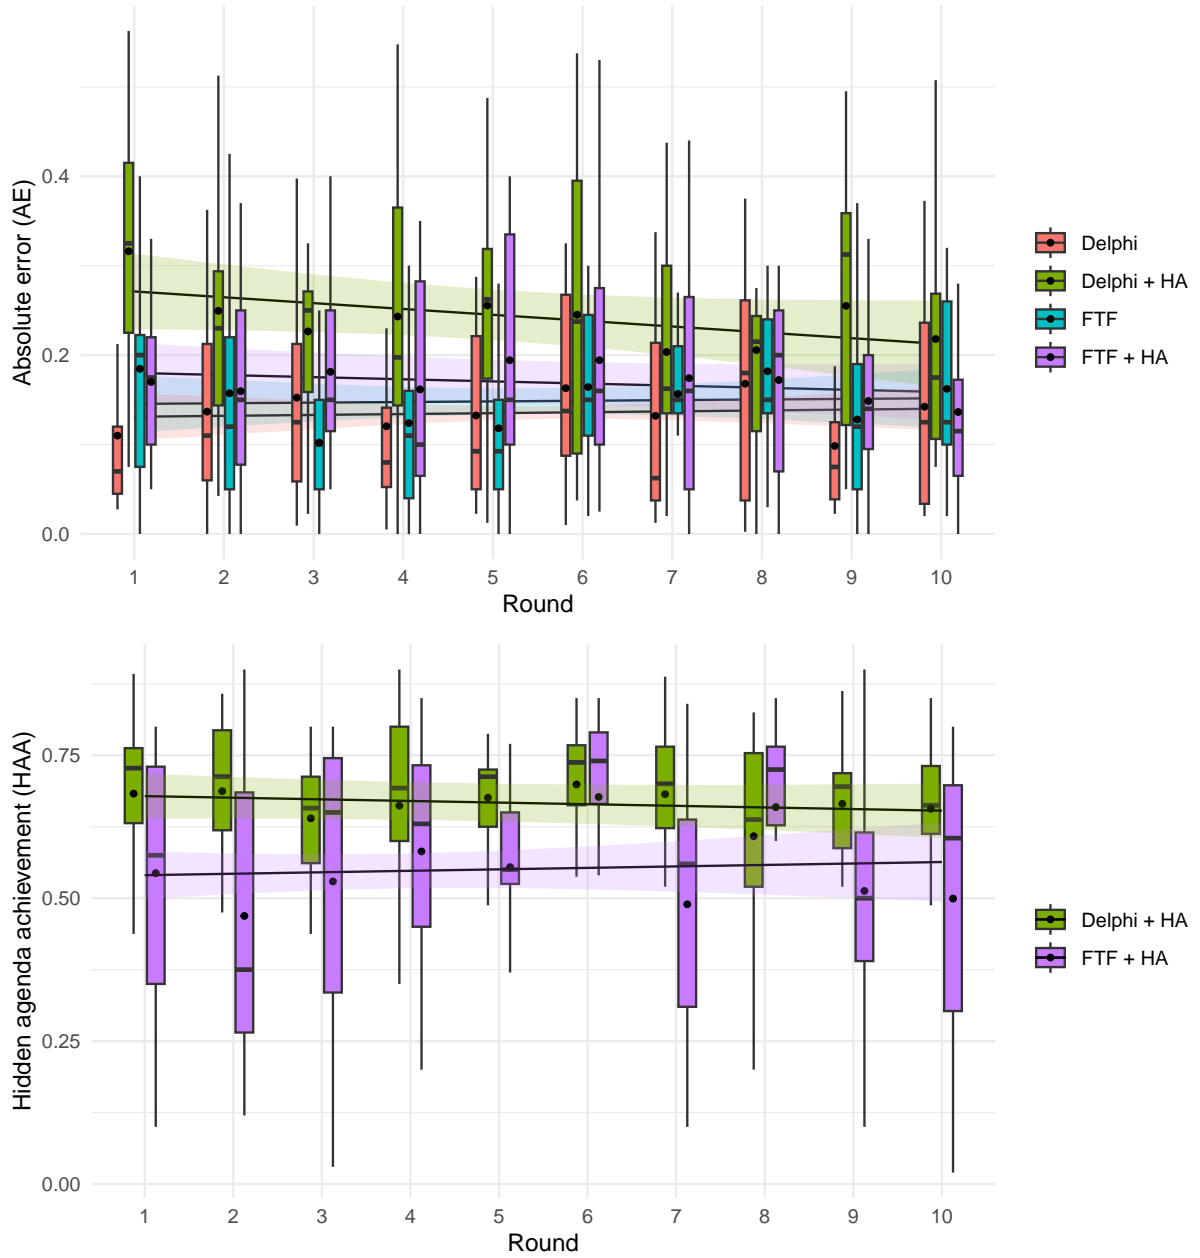 Absolute error (AE)
0.4
0.2
0.0
1 2 3 4 5 6 7 8 9 10
Round
Delphi
Delphi + HA
FTF
FTF + HA
Hidden agenda achievement (HAA)
0.75
0.50
0.25
0.00
1 2 3 4 5 6 7 8 9 10
Round
Delphi + HA
FTF + HA